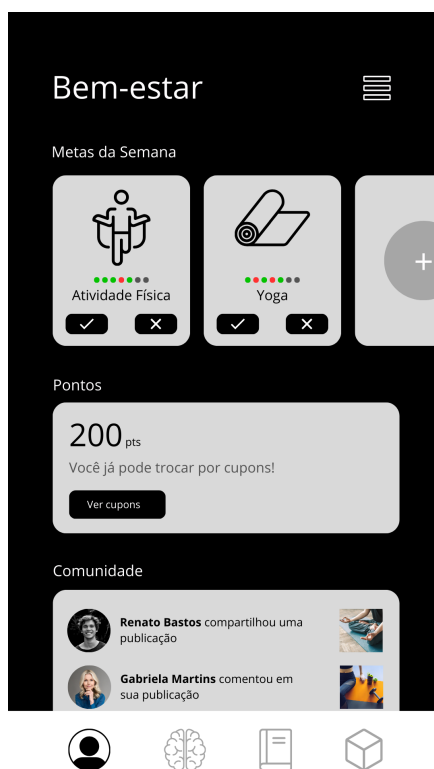 Bem-estar
Metas da Semana
Atividade Física
Yoga
Pontos
200 pts
Você já pode trocar por cupons!
Ver cupons
Comunidade
Renato Bastos compartilhou uma
publicação
Gabriela Martins comentou em
sua publicação